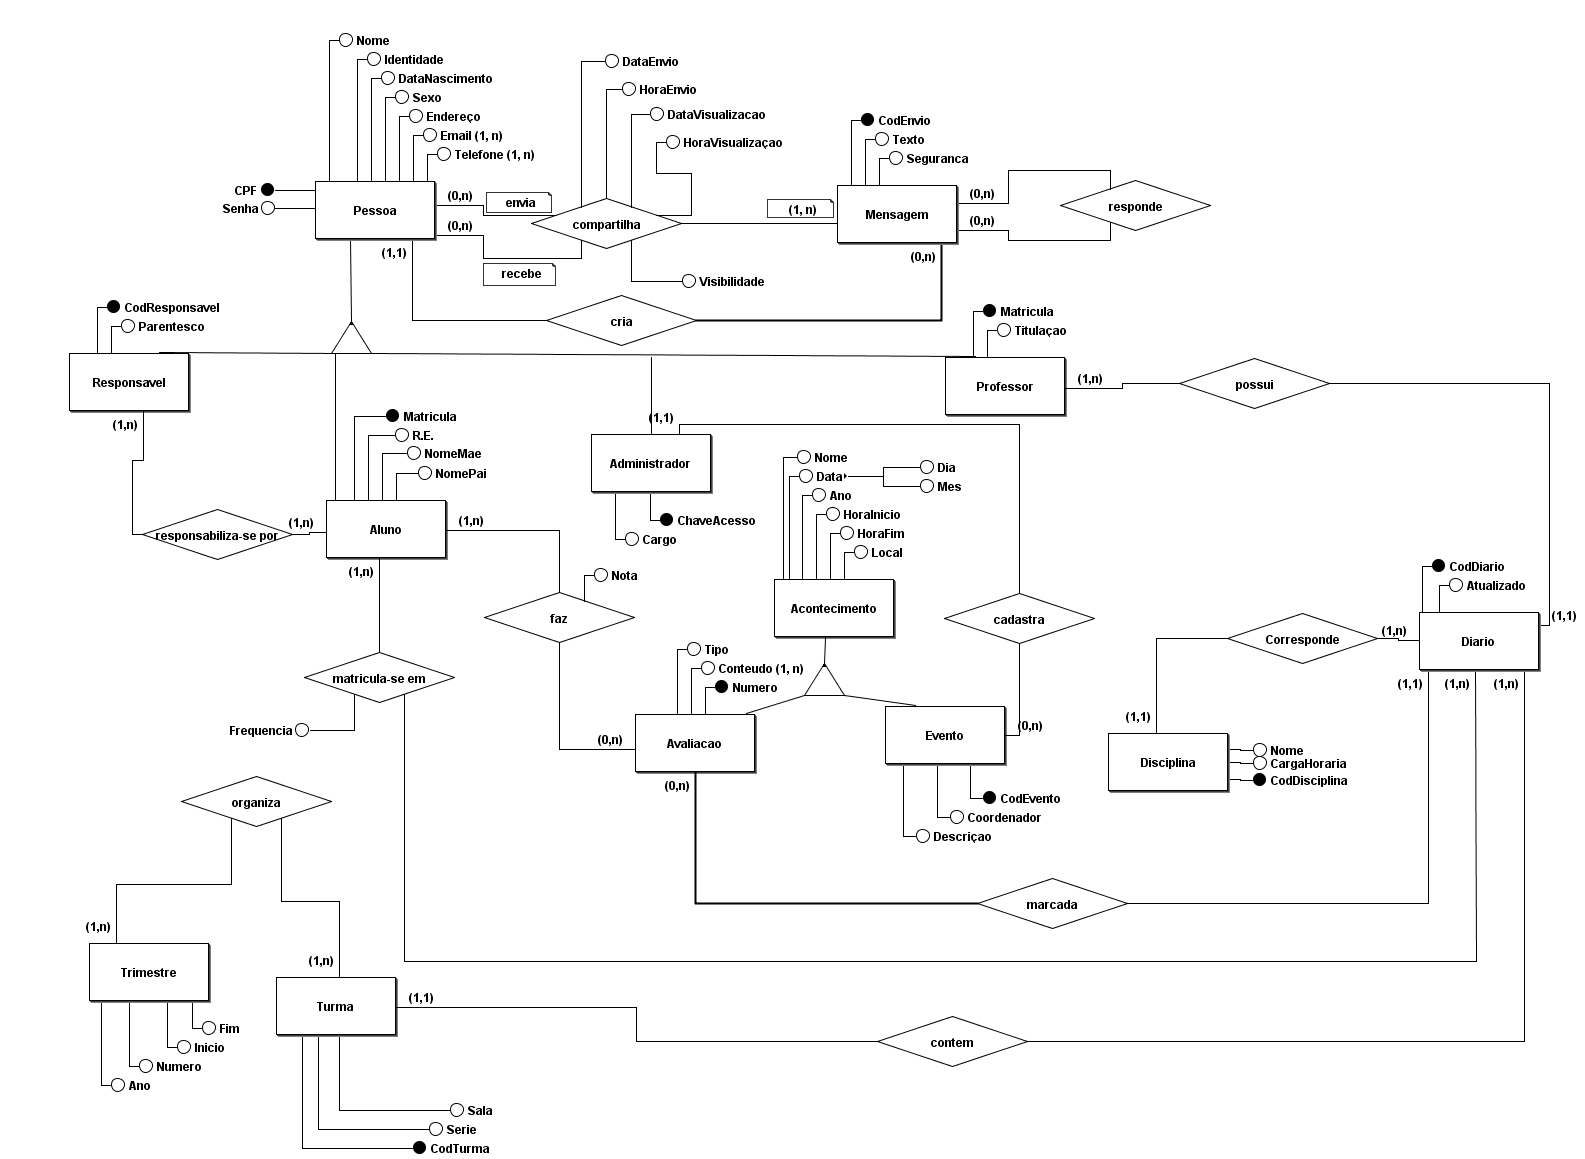 Nome
Identidade
DataNascimento
Sexo
Endereço
Email (1, n)
Telefone (1, n)
CPF
Senha
Pessoa
(0,n)
envia
(0,n)
recebe
(1,1)
DataEnvio
HoraEnvio
DataVisualizacao
HoraVisualizaçao
compartilha
Visibilidade
(1, n)
CodEnvio
Texto
Seguranca
Mensagem
(0,n)
(0,n)
(0,n)
responde
cria
CodResponsavel
Parentesco
Responsavel
(1,n)
Matricula
Titulaçao
Professor
(1,n)
possui
(1,1)
Matricula
R.E.
NomeMae
NomePai
responsabiliza-se por
(1,n)
Aluno
(1,n)
(1,n)
(1,1)
Administrador
ChaveAcesso
Cargo
Nome
Data
Dia
Mes
Ano
HoraInicio
HoraFim
Local
Acontecimento
cadastra
Nota
faz
CodDiario
Atualizado
Corresponde
(1,n)
Diario
(1,1)
(1,n)
(1,n)
matricula-se em
Frequencia
Tipo
Conteudo (1, n)
Numero
(0,n)
Avaliacao
(0,n)
Evento
(0,n)
CodEvento
Coordenador
Descriçao
(1,1)
Disciplina
Nome
CargaHoraria
CodDisciplina
organiza
marcada
(1,n)
Trimestre
Fim
Inicio
Numero
Ano
(1,n)
Turma
(1,1)
contem
Sala
Serie
CodTurma